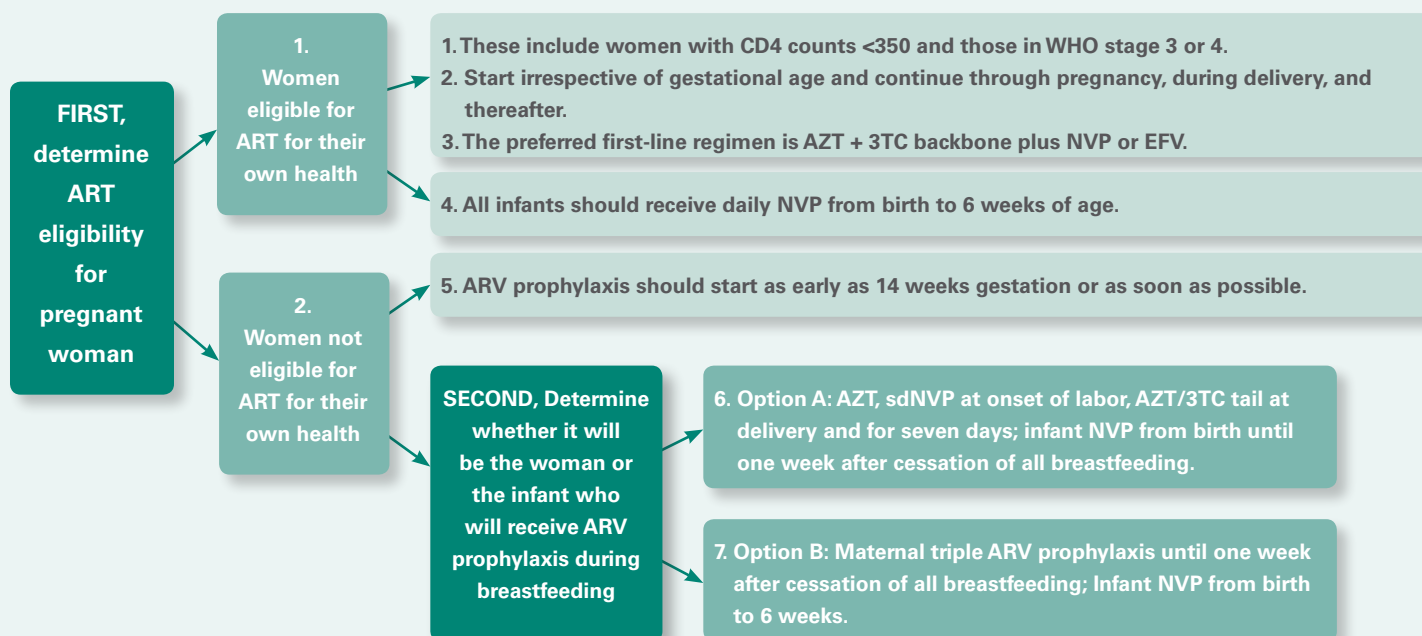 FIRST,
determine
ART
eligibility
for
pregnant
woman
1.
Women
eligible for
ART for their
own health
1. These include women with CD4 counts <350 and those in WHO stage 3 or 4.
2. Start irrespective of gestational age and continue through pregnancy, during delivery, and
thereafter.
3. The preferred first-line regimen is AZT + 3TC backbone plus NVP or EFV.
4. All infants should receive daily NVP from birth to 6 weeks of age.
2.
Women not
eligible for
ART for their
own health
5. ARV prophylaxis should start as early as 14 weeks gestation or as soon as possible.
SECOND, Determine
whether it will
be the woman or
the infant who
will receive ARV
prophylaxis during
breastfeeding
6. Option A: AZT, sdNVP at onset of labor, AZT/3TC tail at
delivery and for seven days; infant NVP from birth until
one week after cessation of all breastfeeding.
7. Option B: Maternal triple ARV prophylaxis until one week
after cessation of all breastfeeding; Infant NVP from birth
to 6 weeks.